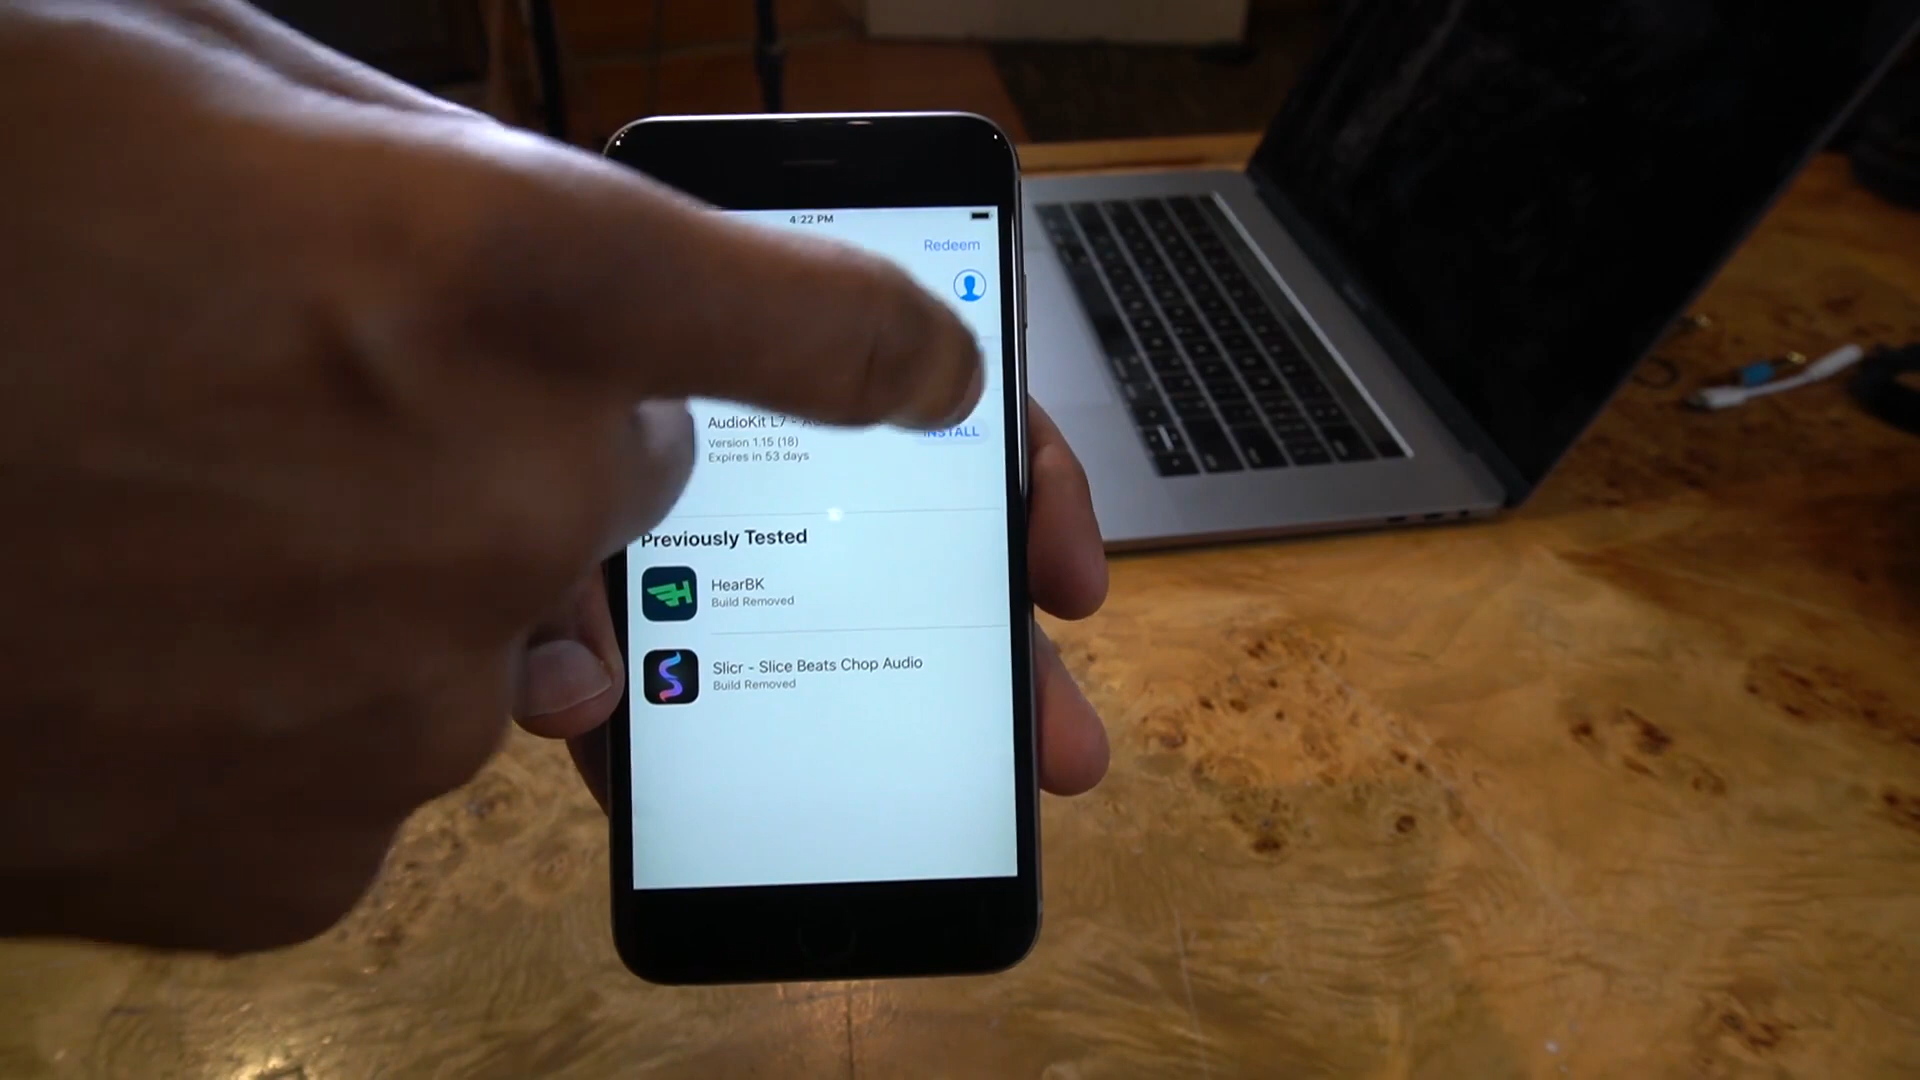 4:22 PM
Redeem
AudioKit L7 -
INSTALL
Version 1.15 (18)
Expires in 53 days
Previously Tested
HearBK
Build Removed
Slicr - Slice Beats Chop Audio
Build Removed